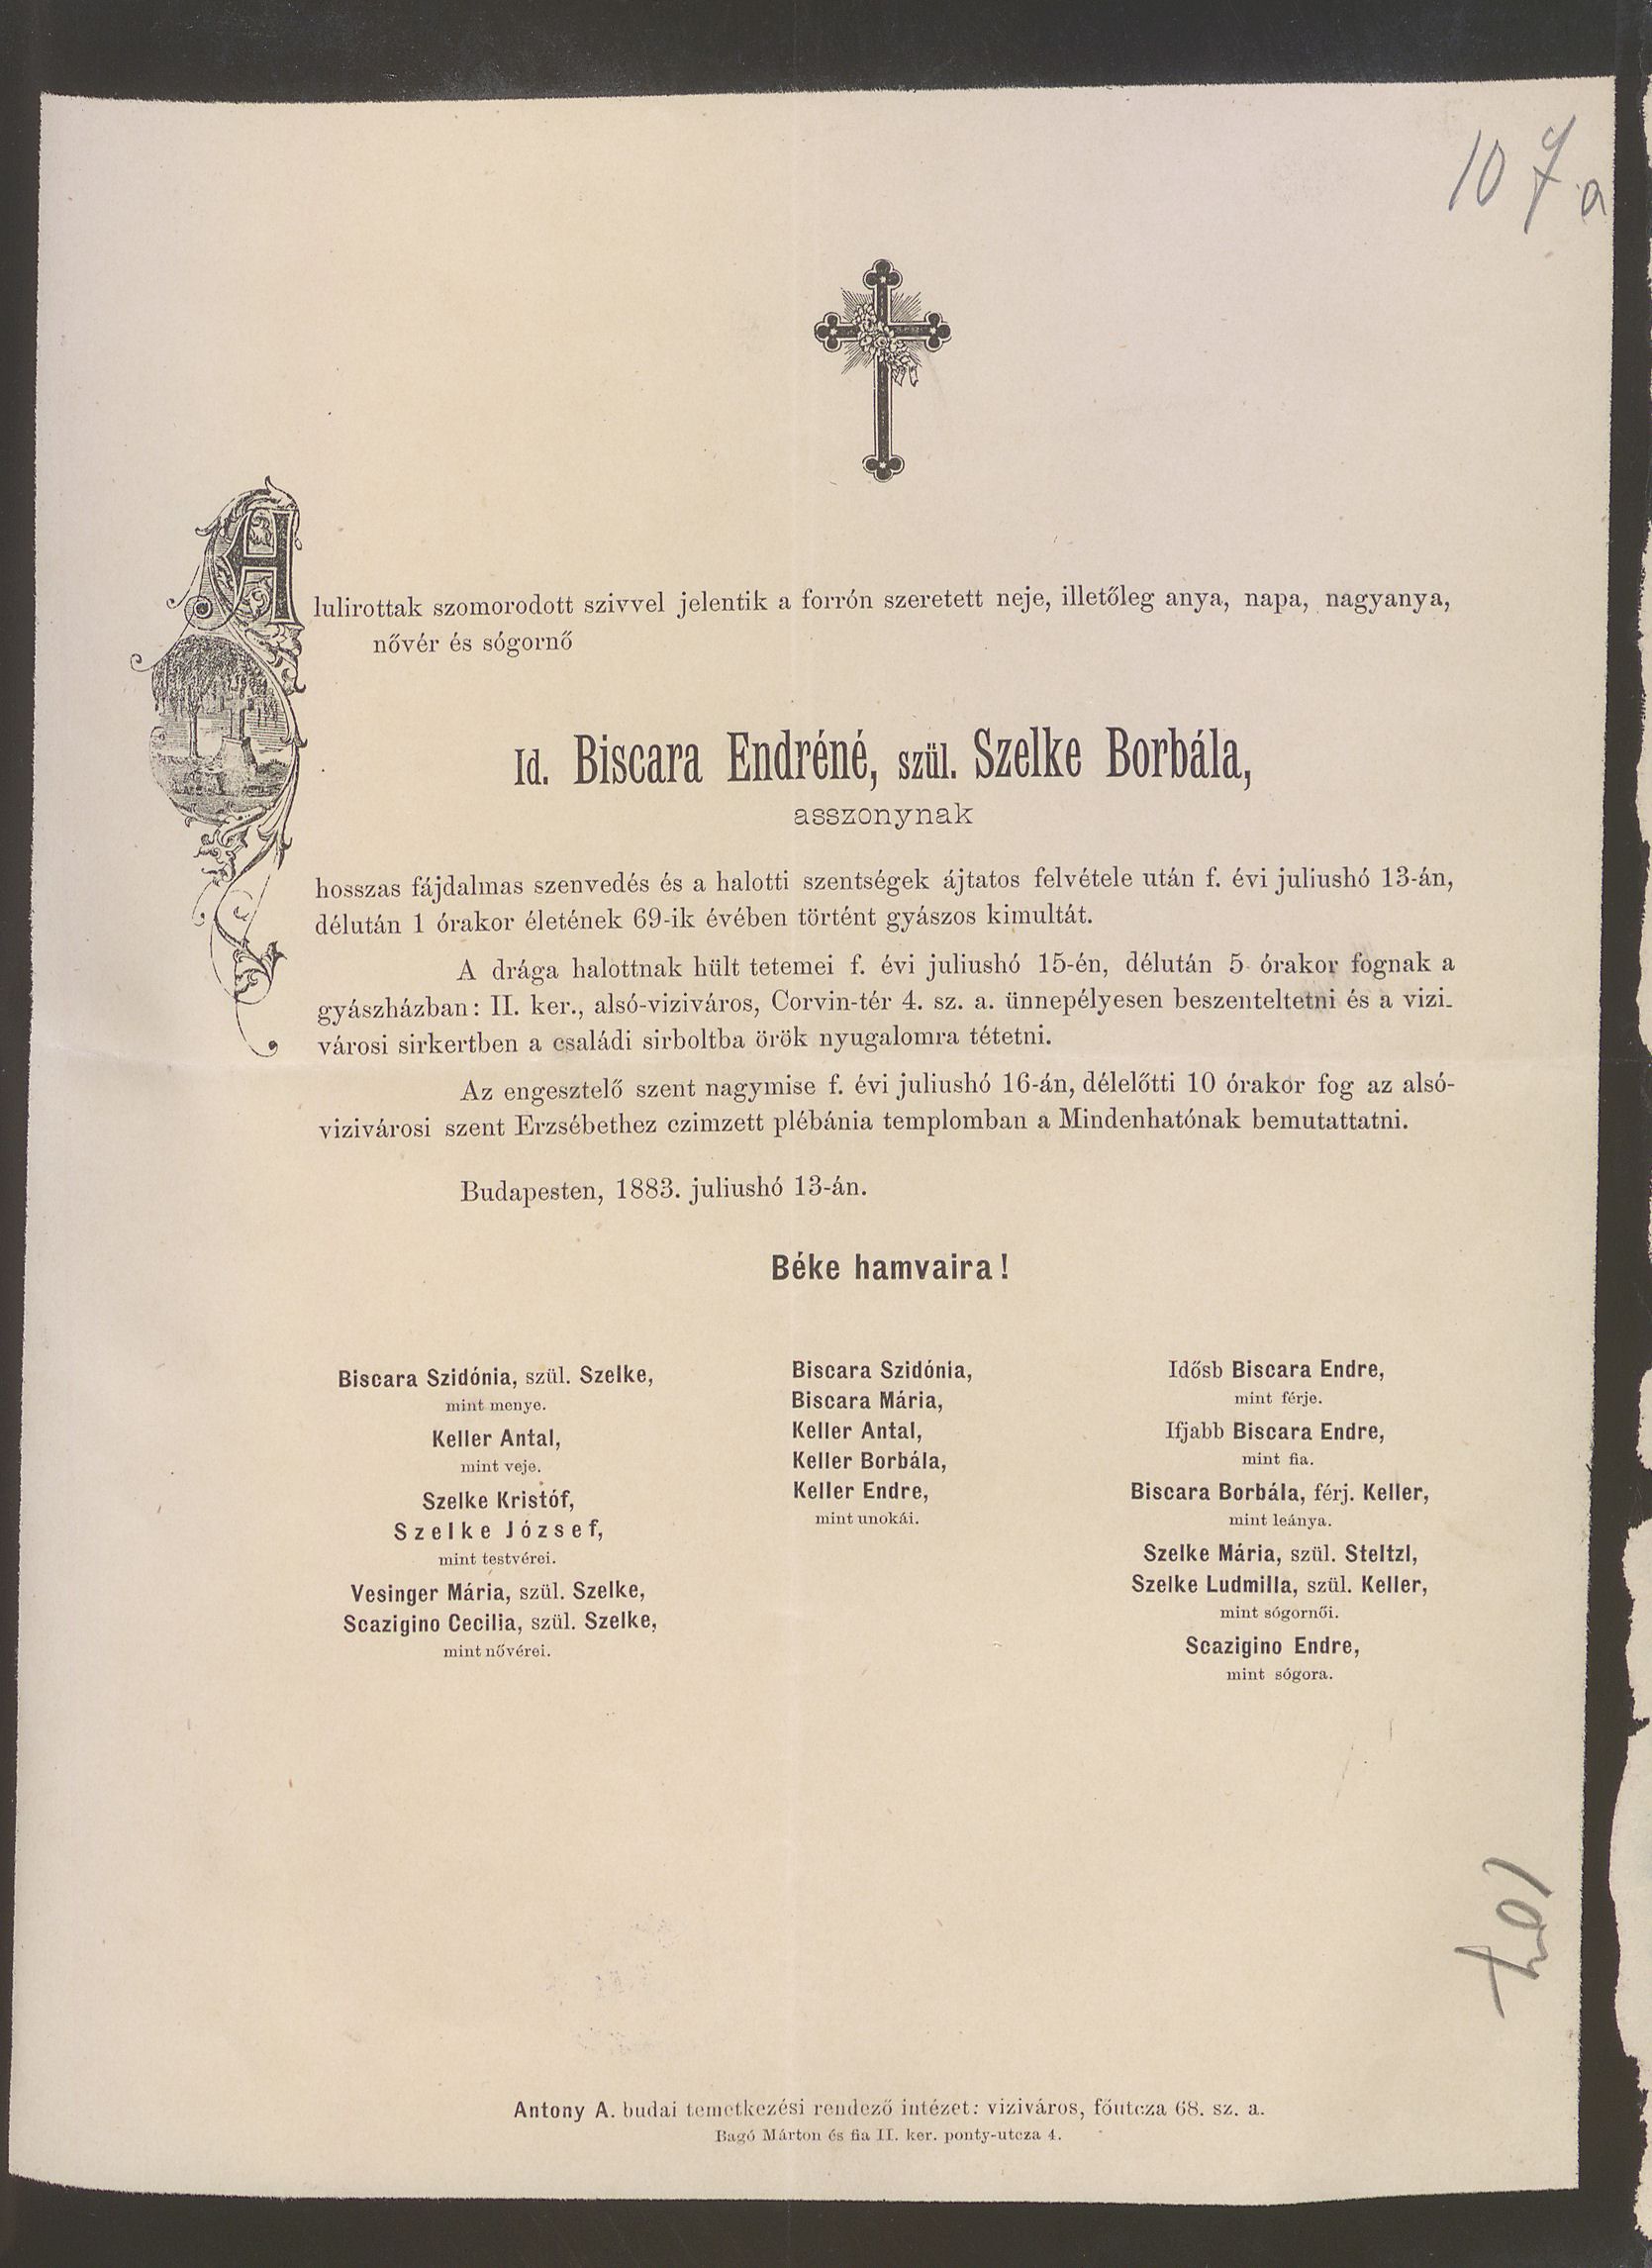 107a
Alulirottak szomorodott szivvel jelentik a forrón szeretett neje, illetőleg anya, napa, nagyanya,
nővér és sógornő
Id. Biscara Endréné, szül. Szelke Borbála,
asszonynak
hosszas fájdalmas szenvedés és a halotti szentségek ájtatos felvétele után f. évi juliushó 13-án,
délután 1 órakor életének 69-ik évében történt gyászos kimultát.
A drága halottnak hült tetemei f. évi juliushó 15-én, délután 5 órakor fognak a
gyászházban: II. ker., alsó-viziváros, Corvin-tér 4. sz. a. ünnepélyesen beszenteltetni és a vizi-
városi sirkertben a családi sirboltba örök nyugalomra tétetni.
Az engesztelő szent nagymise f. évi juliushó 16-án, délelőtti 10 órakor fog az alsó-
vizivárosi szent Erzsébethez czimzett plébánia templomban a Mindenhatónak bemutattatni.
Budapesten, 1883. juliushó 13-án.
Béke hamvaira!
Biscara Szidónia, szül. Szelke,
mint menye.
Keller Antal,
mint veje.
Szelke Kristóf,
Szelke József,
mint testvérei.
Vesinger Mária, szül. Szelke,
Scazigino Cecilia, szül. Szelke,
mint nővérei.
Biscara Szidónia,
Biscara Mária,
Keller Antal,
Keller Borbála,
Keller Endre,
mint unokái.
Idősb Biscara Endre,
mint férje.
Ifjabb Biscara Endre,
mint fia.
Biscara Borbála, férj. Keller,
mint leánya.
Szelke Mária, szül. Steltzl,
Szelke Ludmilla, szül. Keller,
mint sógornői.
Scazigino Endre,
mint sógora.
107
Antony A. budai temetkezési rendező intézet: viziváros, főutcza 68. sz. a.
Bagó Márton és fia II. ker. ponty-utcza 4.